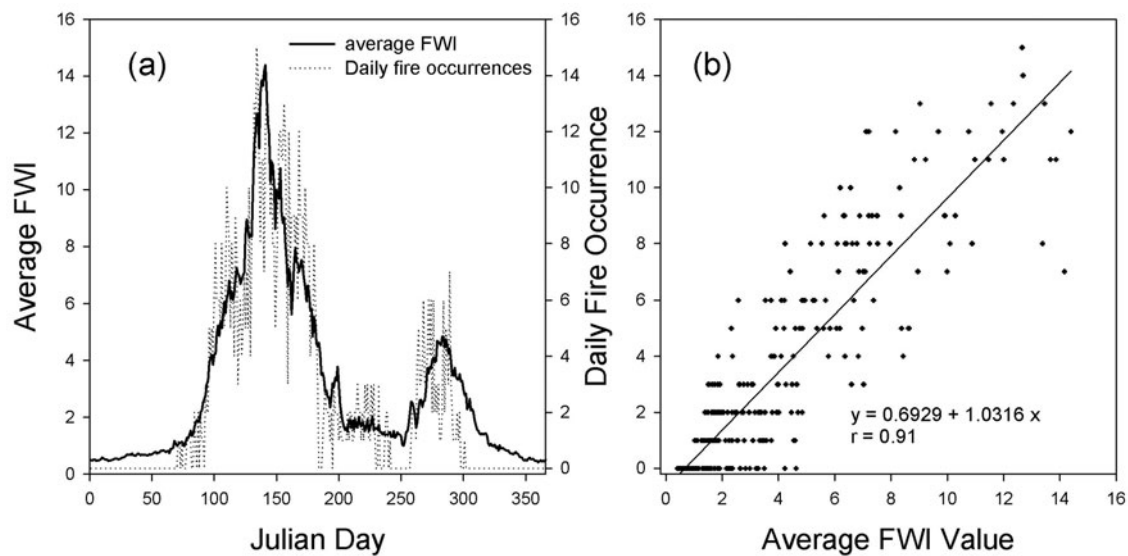 (a)
average FWI
Daily fire occurrences
Average FWI
16
14
12
10
8
6
4
2
0
0 50 100 150 200 250 300 350
Julian Day
16
14
12
10
8
6
4
2
0
Daily Fire Occurrence
(b)
16
14
12
10
8
6
4
2
0
y = 0.6929 + 1.0316 x
r = 0.91
0 2 4 6 8 10 12 14 16
Average FWI Value